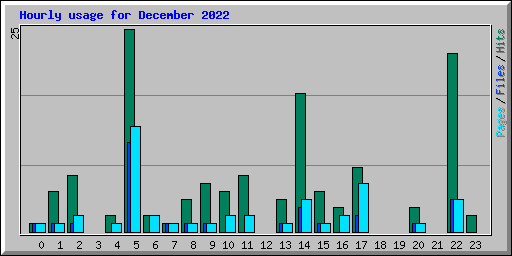 Hourly usage for December 2022
25
Pages/Files/Hits
0 1 2 3 4 5 6 7 8 9 10 11 12 13 14 15 16 17 18 19 20 21 22 23